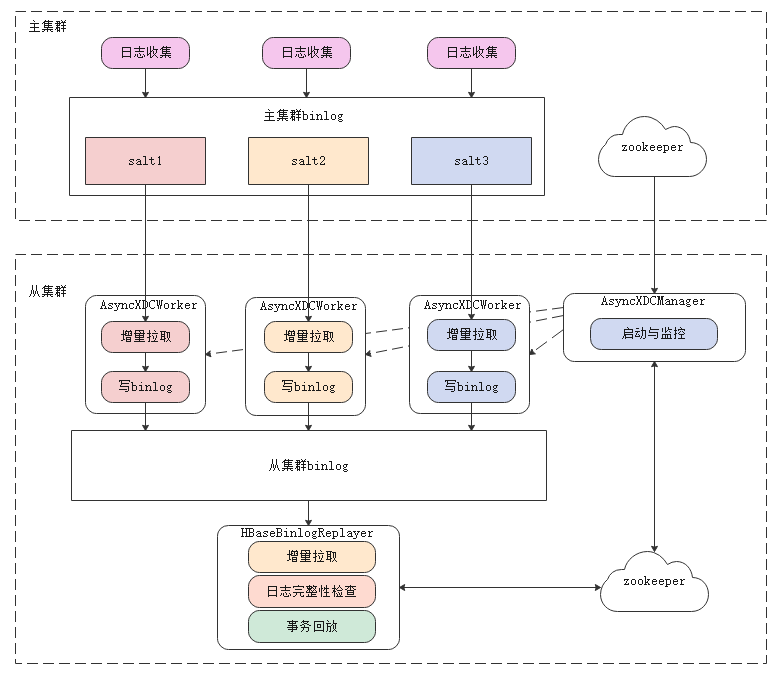 主集群
日志收集
日志收集
日志收集
主集群binlog
salt1
salt2
salt3
zookeeper
从集群
AsyncXDCWorker
AsyncXDCWorker
AsyncXDCWorker
AsyncXDCManager
增量拉取
增量拉取
增量拉取
启动与监控
写binlog
写binlog
写binlog
从集群binlog
HBaseBinlogReplayer
增量拉取
日志完整性检查
事务回放
zookeeper